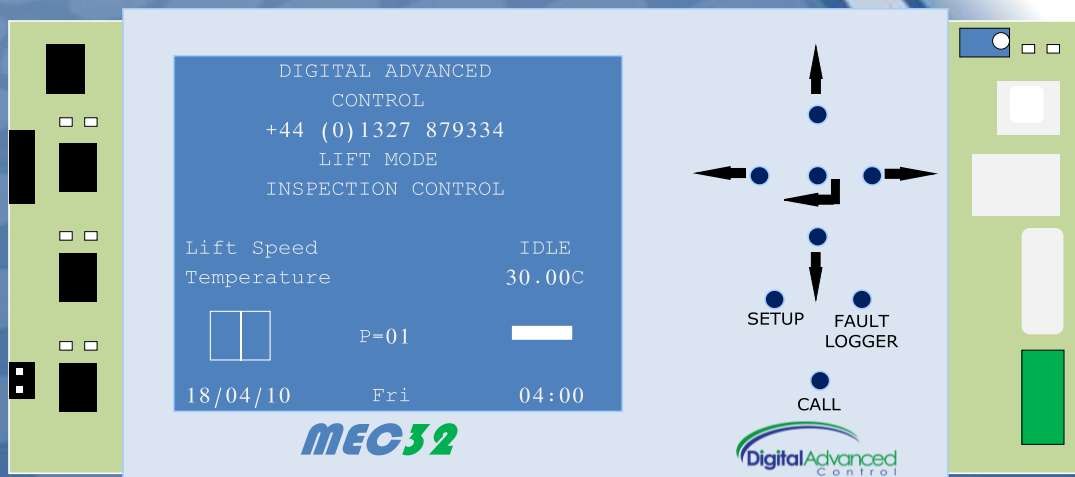 DIGITAL ADVANCED
CONTROL
+44 (0)1327 879334
LIFT MODE
INSPECTION CONTROL
Lift Speed IDLE
Temperature 30.00C
P=01
18/04/10 Fri 04:00
MEC32
SETUP
FAULT
LOGGER
CALL
DigitalAdvanced
Control